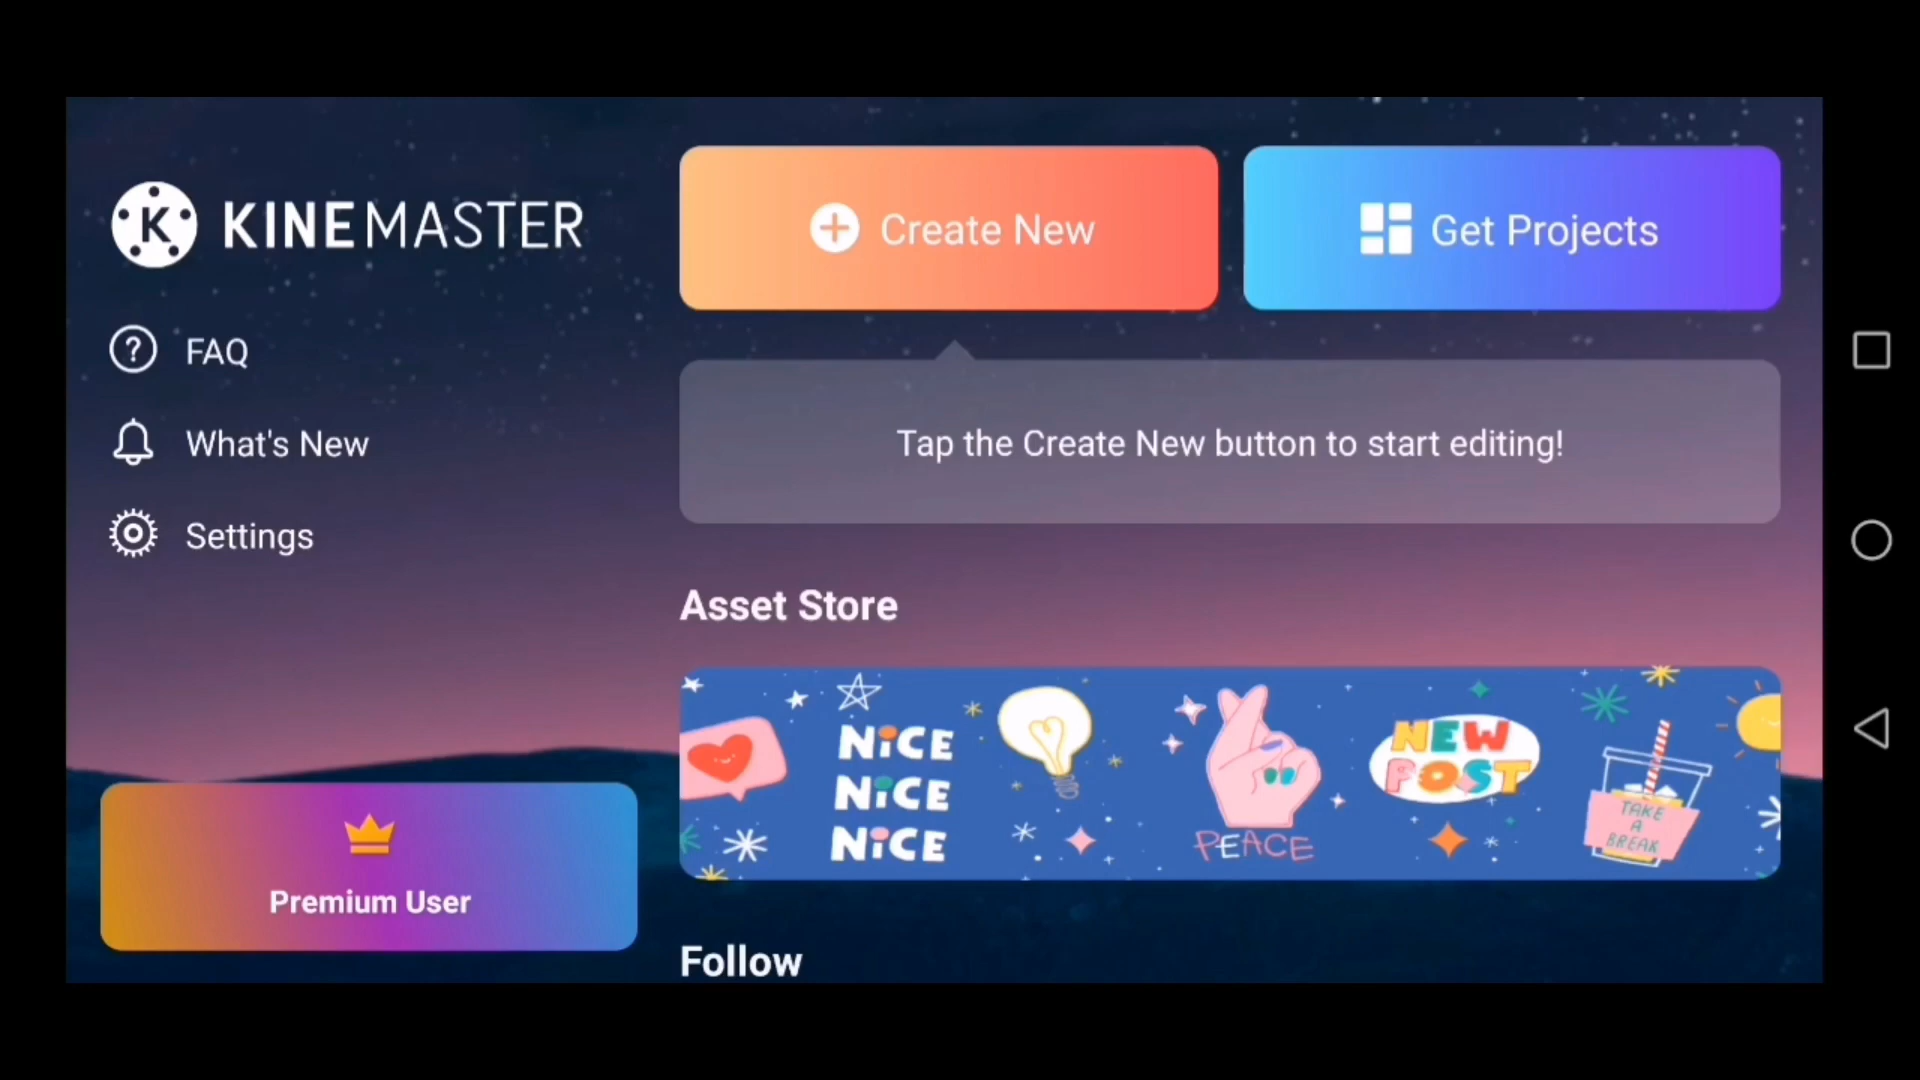 KINEMASTER
FAQ
What's New
Settings
Premium User
Create New
Get Projects
Tap the Create New button to start editing!
Asset Store
NiCE
NiCE
NiCE
PEACE
NEW
POST
TAKE
A
BREAK
Follow